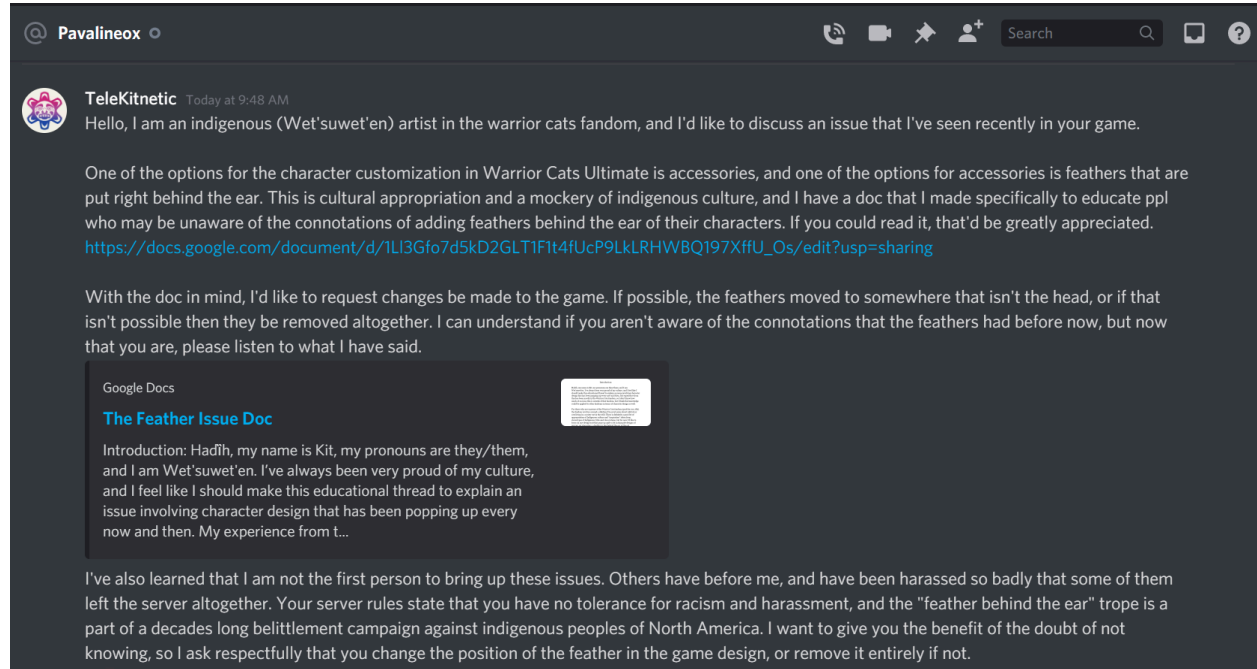 Pavalineox
Search
TeleKitnetic Today at 9:48 AM
Hello, I am an indigenous (Wet'suwet'en) artist in the warrior cats fandom, and I'd like to discuss an issue that I've seen recently in your game.
One of the options for the character customization in Warrior Cats Ultimate is accessories, and one of the options for accessories is feathers that are
put right behind the ear. This is cultural appropriation and a mockery of indigenous culture, and I have a doc that I made specifically to educate ppl
who may be unaware of the connotations of adding feathers behind the ear of their characters. If you could read it, that'd be greatly appreciated.
https://docs.google.com/document/d/1Ll3Gfo7d5kD2GLT1F1t4fUcP9LkLRHWBQ197XffU_Os/edit?usp=sharing
With the doc in mind, I'd like to request changes be made to the game. If possible, the feathers moved to somewhere that isn't the head, or if that
isn't possible then they be removed altogether. I can understand if you aren't aware of the connotations that the feathers had before now, but now
that you are, please listen to what I have said.
Google Docs
The Feather Issue Doc
Introduction: Hadïh, my name is Kit, my pronouns are they/them,
and I am Wet'suwet'en. I've always been very proud of my culture,
and I feel like I should make this educational thread to explain an
issue involving character design that has been popping up every
now and then. My experience from t...
I've also learned that I am not the first person to bring up these issues. Others have before me, and have been harassed so badly that some of them
left the server altogether. Your server rules state that you have no tolerance for racism and harassment, and the "feather behind the ear" trope is a
part of a decades long belittlement campaign against indigenous peoples of North America. I want to give you the benefit of the doubt of not
knowing, so I ask respectfully that you change the position of the feather in the game design, or remove it entirely if not.